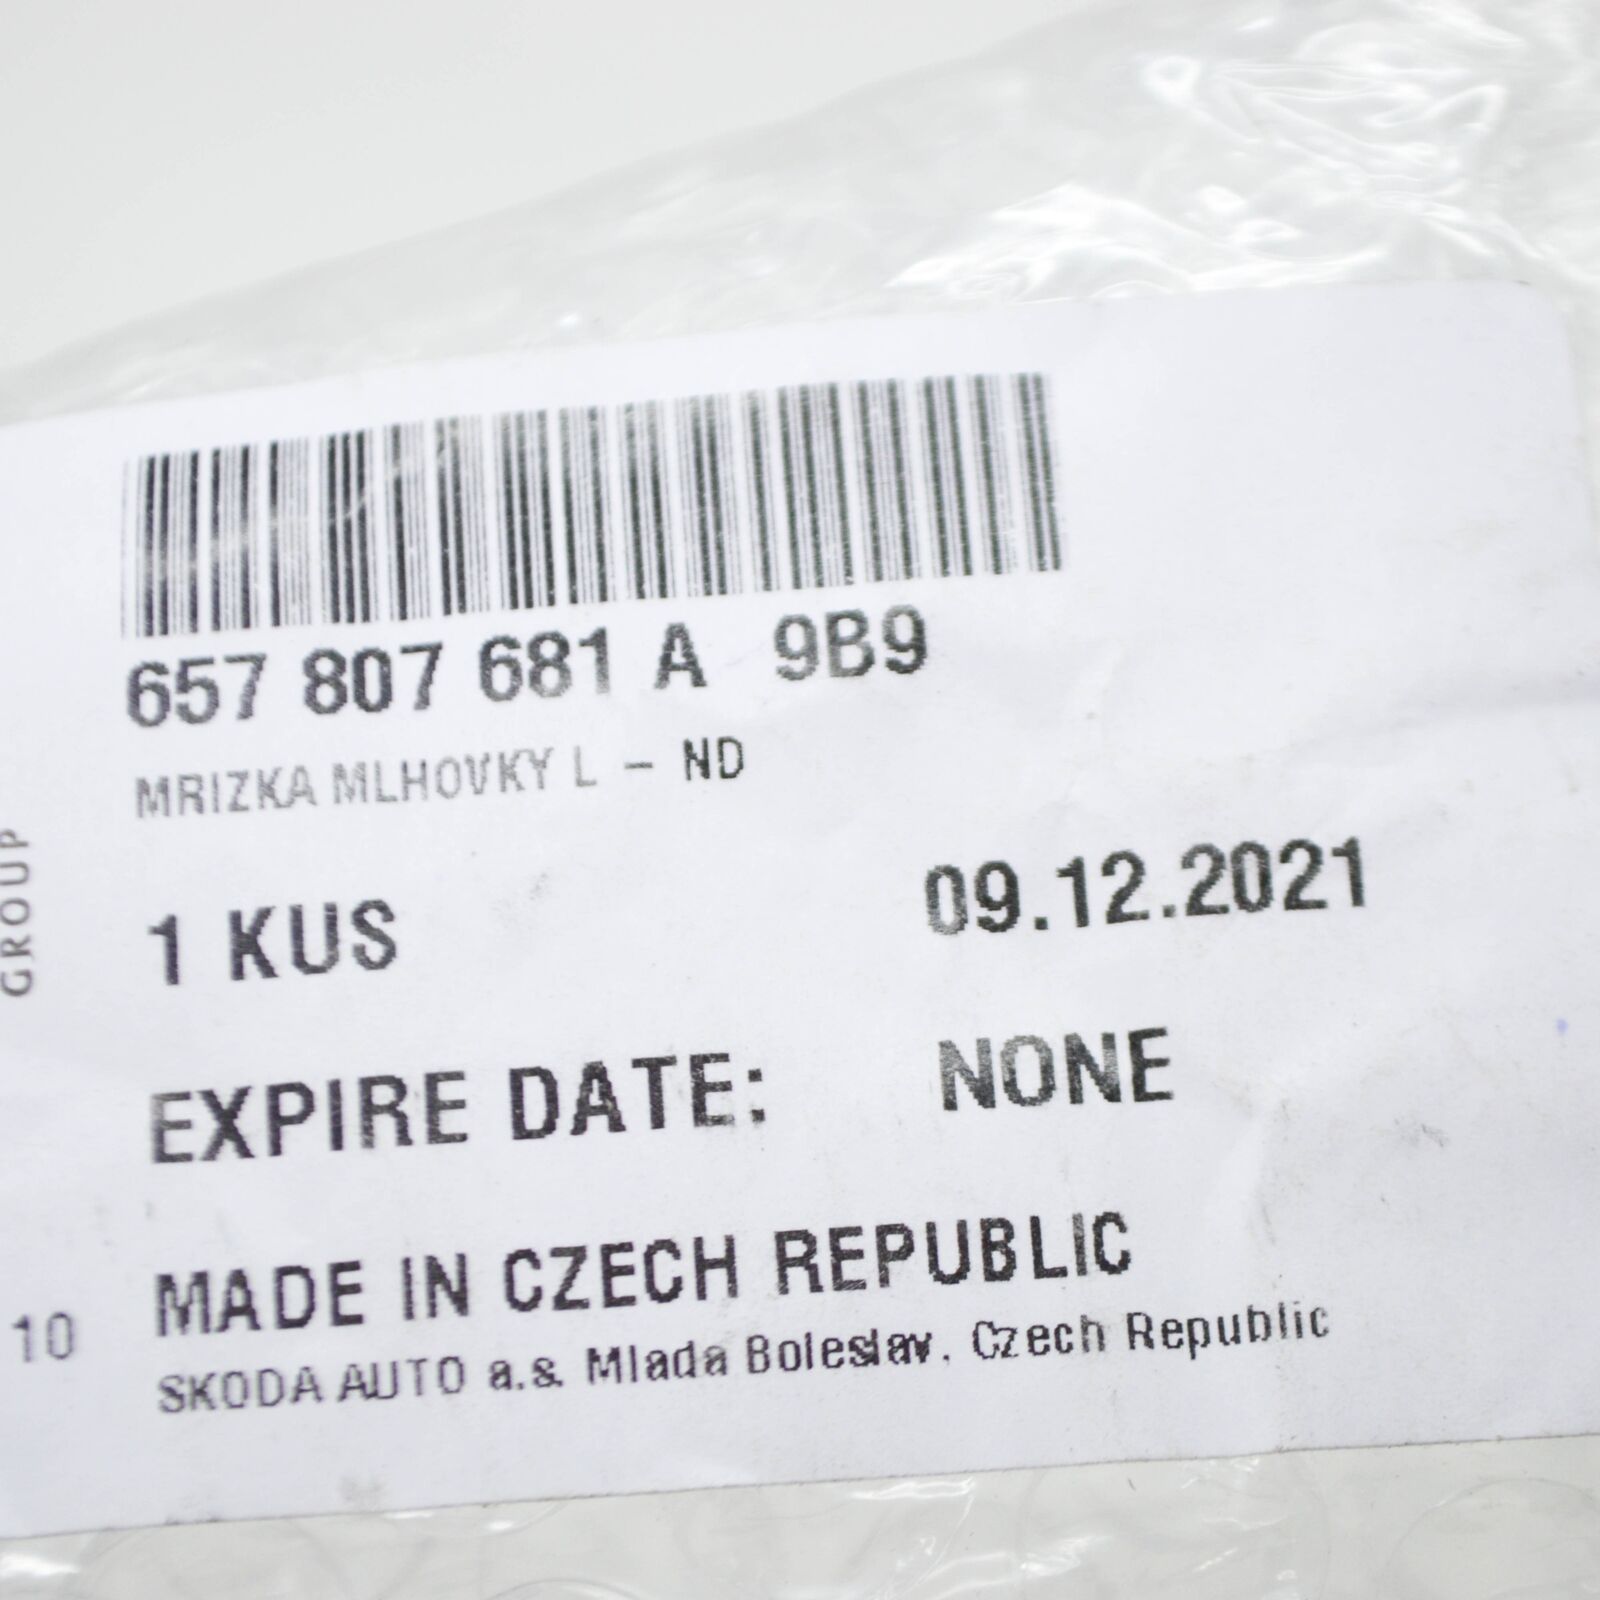 657 807 681 A 9B9
MRIZKA MLHOVKY L - ND
1 KUS 09.12.2021
EXPIRE DATE: NONE
MADE IN CZECH REPUBLIC
SKODA AUTO a.s. Mlada Boleslav, Czech Republic
GROUP
10